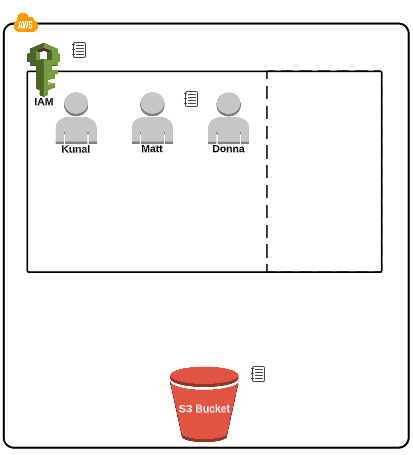 AWS
IAM
Kunal
Matt
Donna
S3 Bucket